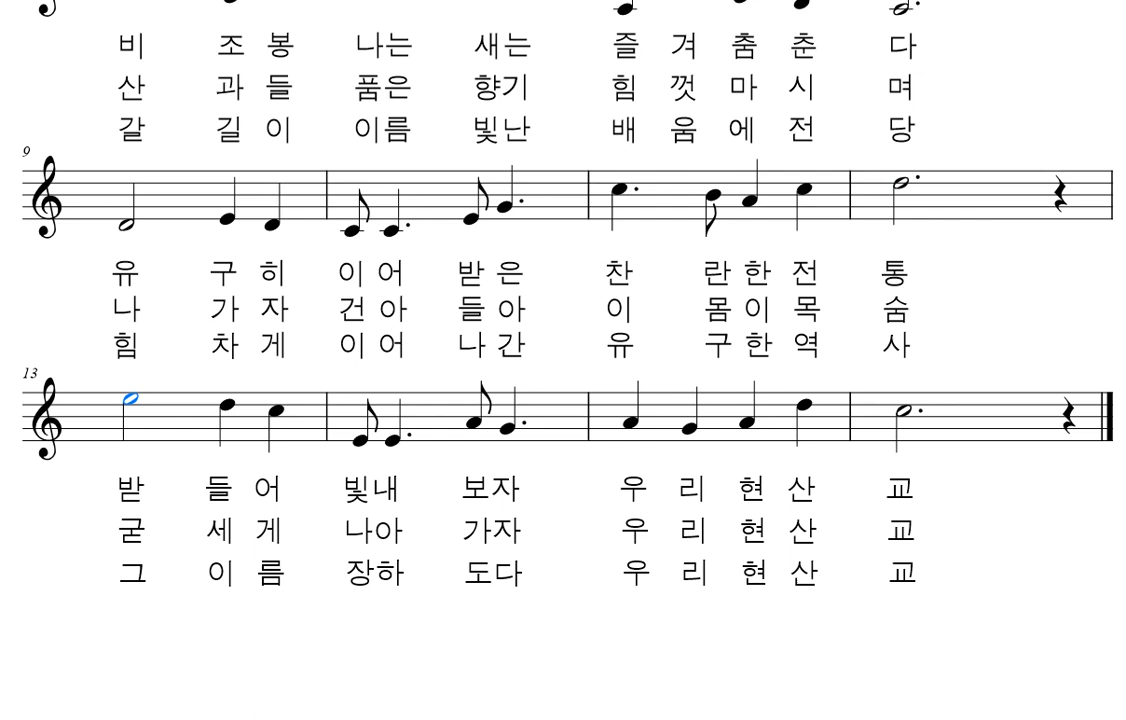 비 조 봉 나는 새는 즐 겨 춤 춘 다
산 과 들 품은 향기 힘 껏 마 시 며
갈 길 이 이름 빛난 배 움 에 전 당
9
유 구 히 이 어 받 은 찬 란 한 전 통
나 가 자 건 아 들 아 이 몸 이 목 숨
힘 차 게 이 어 나 간 유 구 한 역 사
13
받 들 어 빛내 보자 우 리 현 산 교
굳 세 게 나아 가자 우 리 현 산 교
그 이 름 장하 도다 우 리 현 산 교